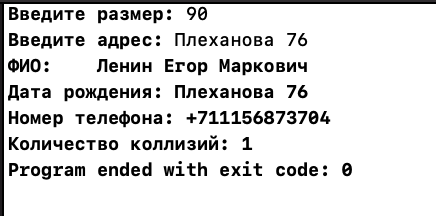 Введите размер: 90
Введите адрес: Плеханова 76
ФИО: Ленин Егор Маркович
Дата рождения: Плеханова 76
Номер телефона: +711156873704
Количество коллизий: 1
Program ended with exit code: 0